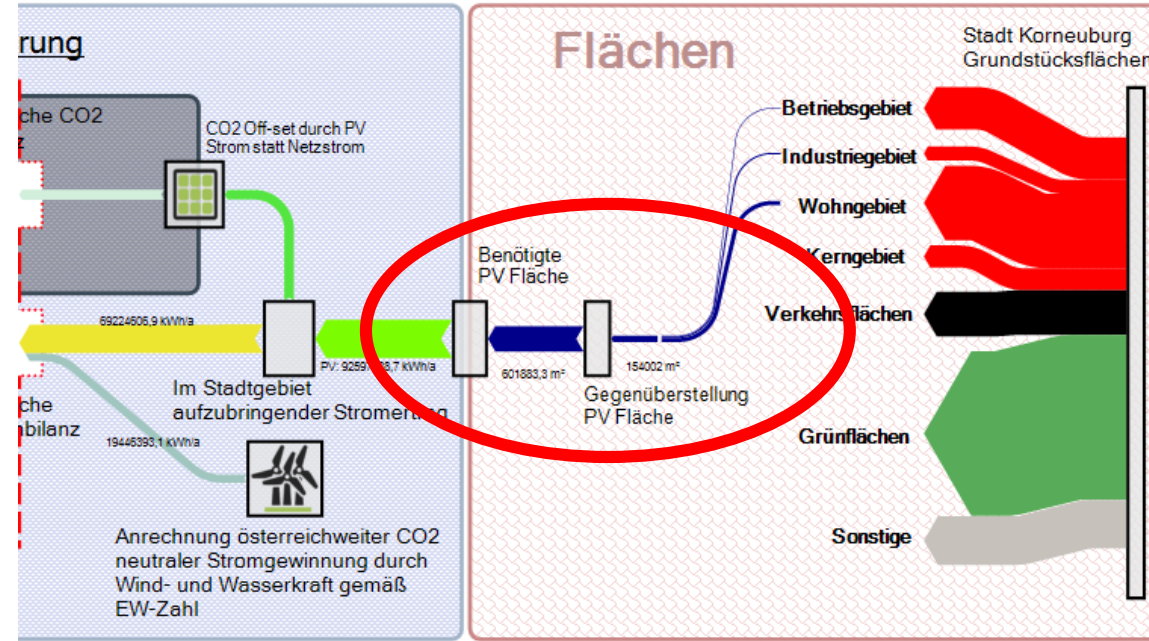 rung
che CO2
z
CO2 Off-set durch PV
Strom statt Netzstrom
69224606,9 kWh/a
che
bilanz
19446393,1 kWh/a
Im Stadtgebiet
aufzubringender Stromertrag
Anrechnung österreichweiter CO2
neutraler Stromgewinnung durch
Wind- und Wasserkraft gemäß
EW-Zahl
Flächen
Benötigte
PV Fläche
601883,3 m²
154002 m²
Gegenüberstellung
PV Fläche
Stadt Korneuburg
Grundstücksflächen
Betriebsgebiet
Industriegebiet
Wohngebiet
Kerngebiet
Verkehrsflächen
Grünflächen
Sonstige